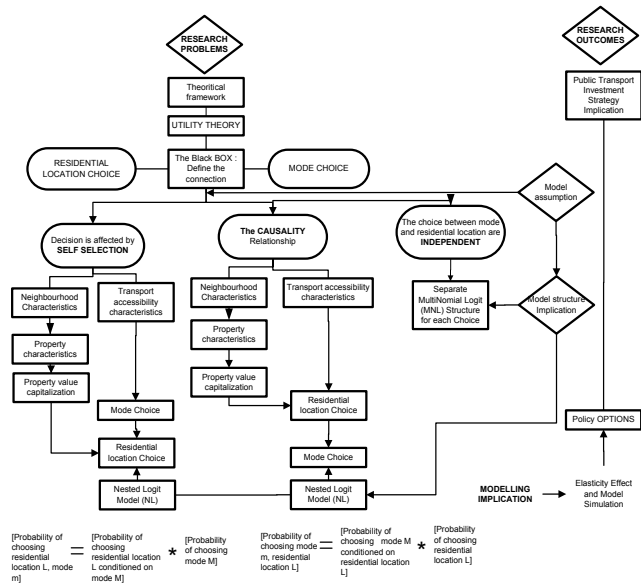 RESEARCH
PROBLEMS
RESEARCH
OUTCOMES
Theoritical
framework
Public Transport
Investment
Strategy
Implication
UTILITY THEORY
RESIDENTIAL
LOCATION CHOICE
The Black BOX :
Define the
connection
MODE CHOICE
Model
assumption
Decision is affected by
SELF SELECTION
The CAUSALITY
Relationship
The choice between mode
and residential location are
INDEPENDENT
Neighbourhood
Characteristics
Transport
accessibility
characteristics
Neighbourhood
Characteristics
Transport accessibility
characteristics
Separate
MultiNomial Logit
(MNL) Structure
for each Choice
Model structure
Implication
Property
characteristics
Property
characteristics
Property value
capitalization
Property value
capitalization
Mode Choice
Residential
location Choice
Policy OPTIONS
Residential
location Choice
Mode Choice
Nested Logit
Model (NL)
Nested Logit
Model (NL)
MODELLING
IMPLICATION
Elasticity Effect
and Model
Simulation
[Probability of
choosing
residential
location L, mode
m]
=
[Probability of
choosing
residential location
L conditioned on
mode M]
*
[Probability
of choosing
mode M]
[Probability of
choosing mode
m, residential
location L]
=
[Probability of
choosing mode M
conditioned on
residential location
L]
*
[Probability of
choosing
residential
location L]